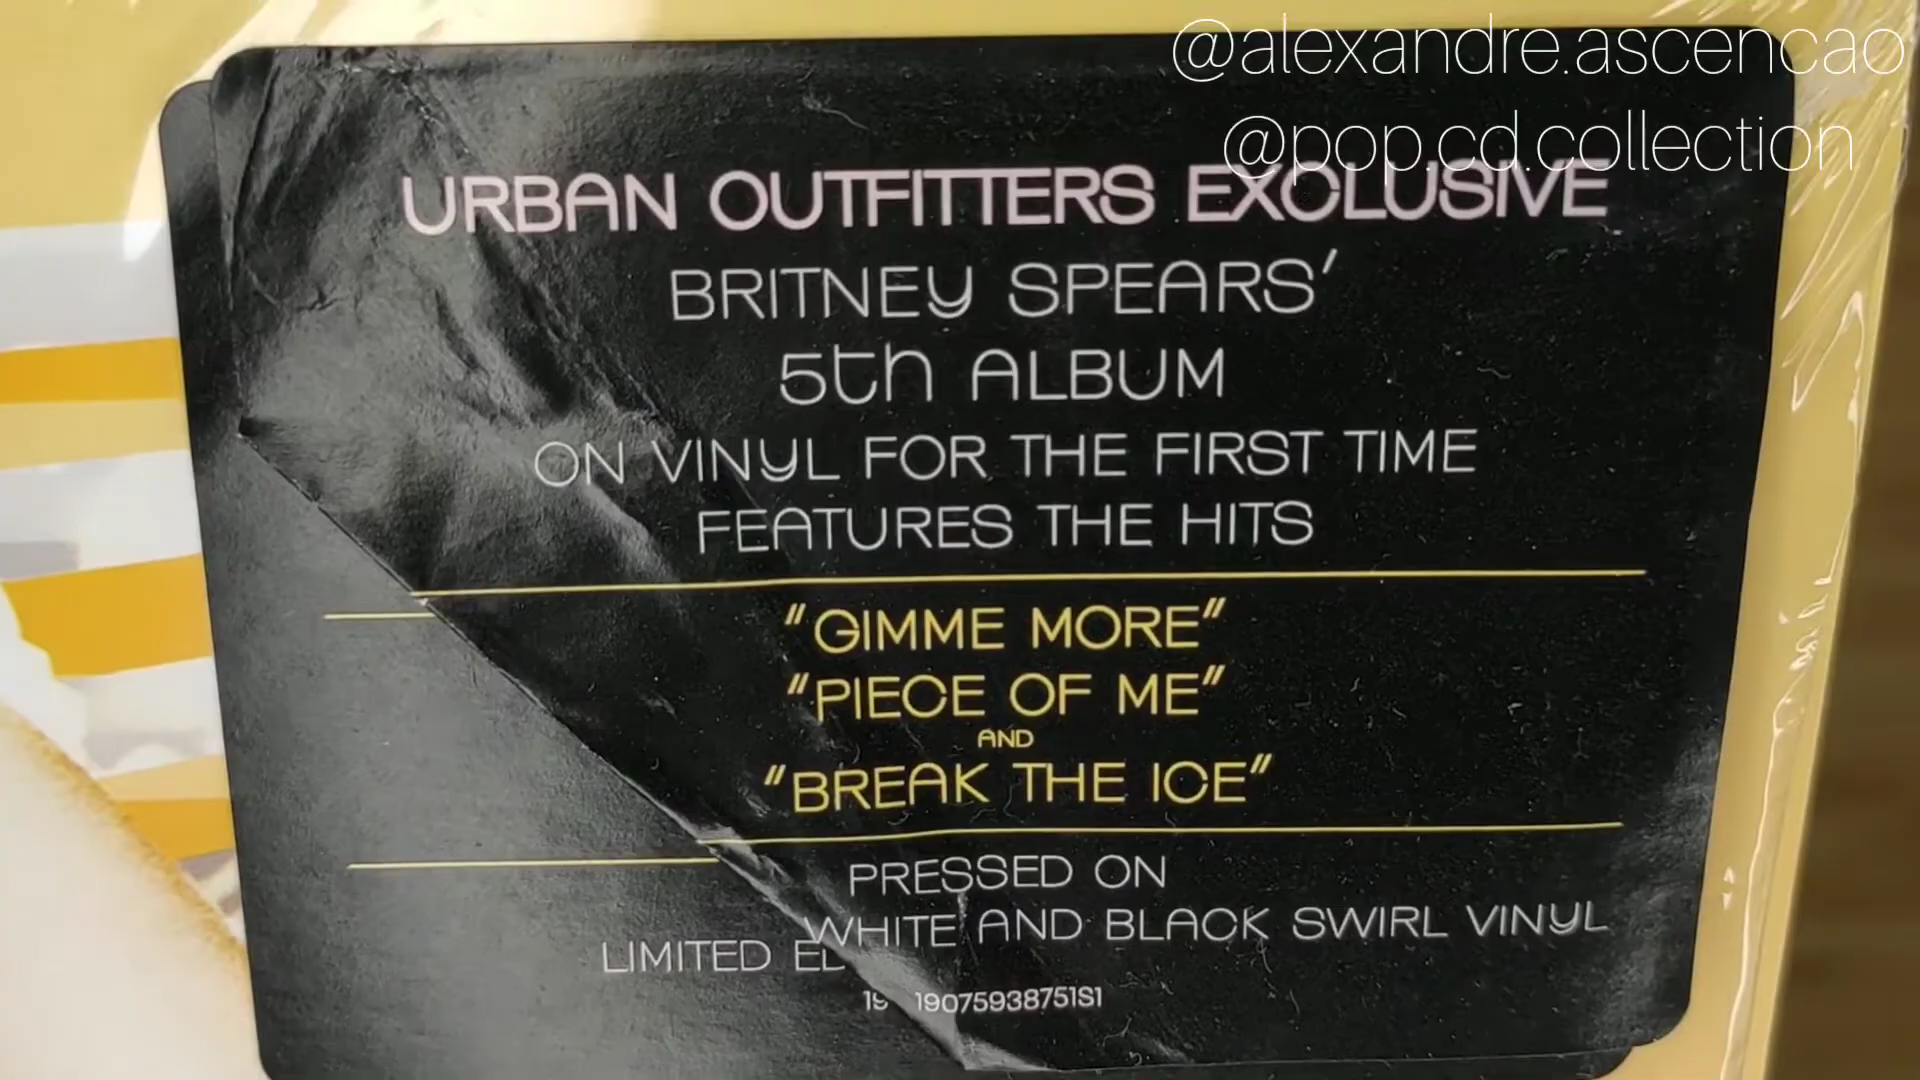 @alexandre.ascencao
@pop.cd.collection
URBAN OUTFITTERS EXCLUSIVE
BRITNEY SPEARS'
5th ALBUM
ON VINYL FOR THE FIRST TIME
FEATURES THE HITS
"GIMME MORE"
"PIECE OF ME"
AND
"BREAK THE ICE"
PRESSED ON
WHITE AND BLACK SWIRL VINYL
LIMITED
19075938751S1